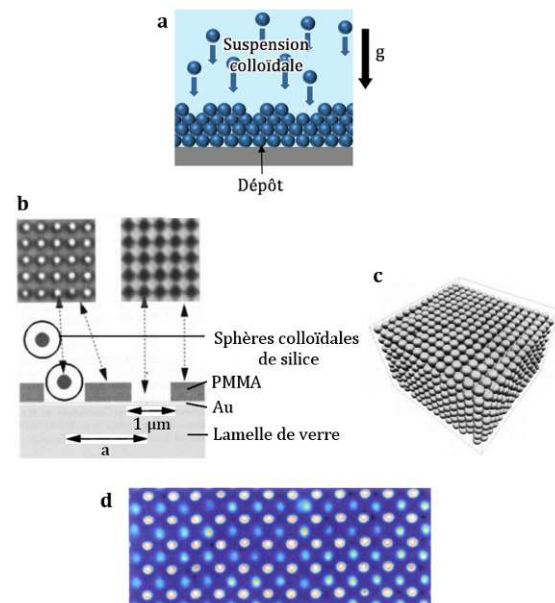 a
Suspension
colloïdale
g
Dépôt
b
c
Sphères colloïdales
de silice
PMMA
Au
1 µm
a
Lamelle de verre
d